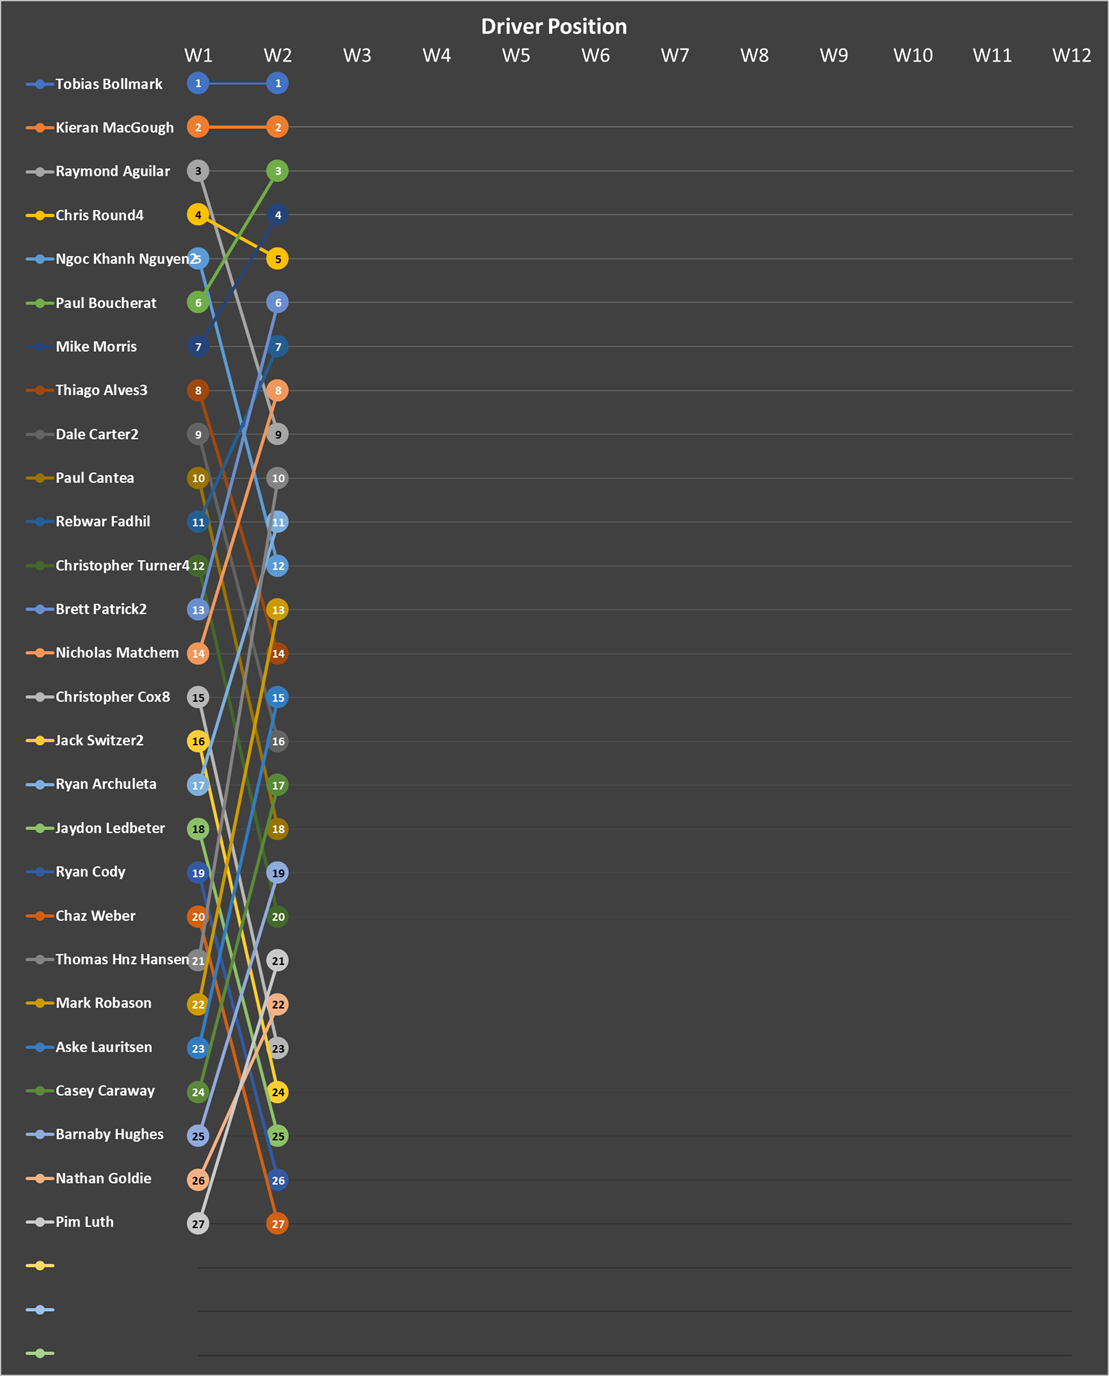 Driver Position
W1 W2 W3 W4 W5 W6 W7 W8 W9 W10 W11 W12
Tobias Bollmark 1 1
Kieran MacGough 2 2
Raymond Aguilar 3 3
Chris Round4 4 4
Ngoc Khanh Nguyen2 5 5
Paul Boucherat 6 6
Mike Morris 7 7
Thiago Alves3 8 8
Dale Carter2 9 9
Paul Cantea 10 10
Rebwar Fadhil 11 11
Christopher Turner4 12 12
Brett Patrick2 13 13
Nicholas Matchem 14 14
Christopher Cox8 15 15
Jack Switzer2 16 16
Ryan Archuleta 17 17
Jaydon Ledbeter 18 18
Ryan Cody 19 19
Chaz Weber 20 20
Thomas Hnz Hansen 21 21
Mark Robason 22 22
Aske Lauritsen 23 23
Casey Caraway 24 24
Barnaby Hughes 25 25
Nathan Goldie 26 26
Pim Luth 27 27